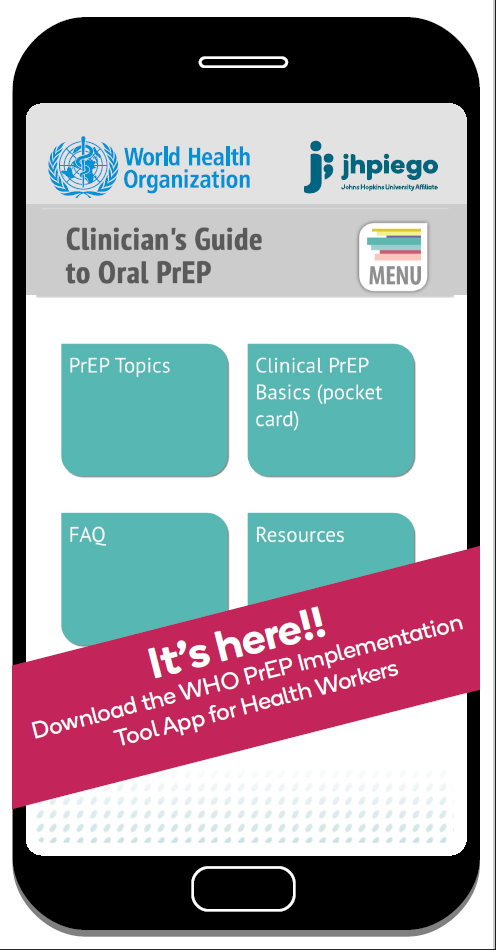 World Health
Organization
jhpiego
Johns Hopkins University Affiliate
Clinician's Guide
to Oral PrEP
MENU
PrEP Topics
Clinical PrEP
Basics (pocket
card)
FAQ
Resources
It's here!!
Download the WHO PrEP Implementation
Tool App for Health Workers